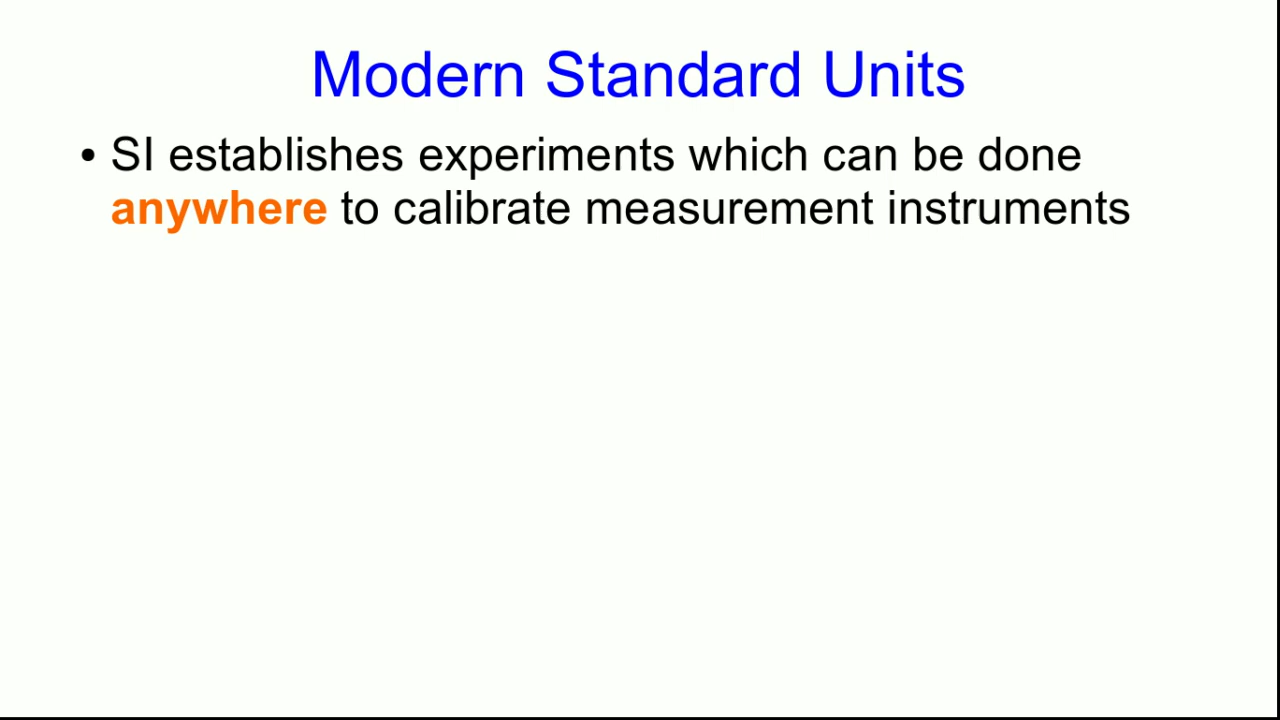 Modern Standard Units
• SI establishes experiments which can be done
anywhere to calibrate measurement instruments